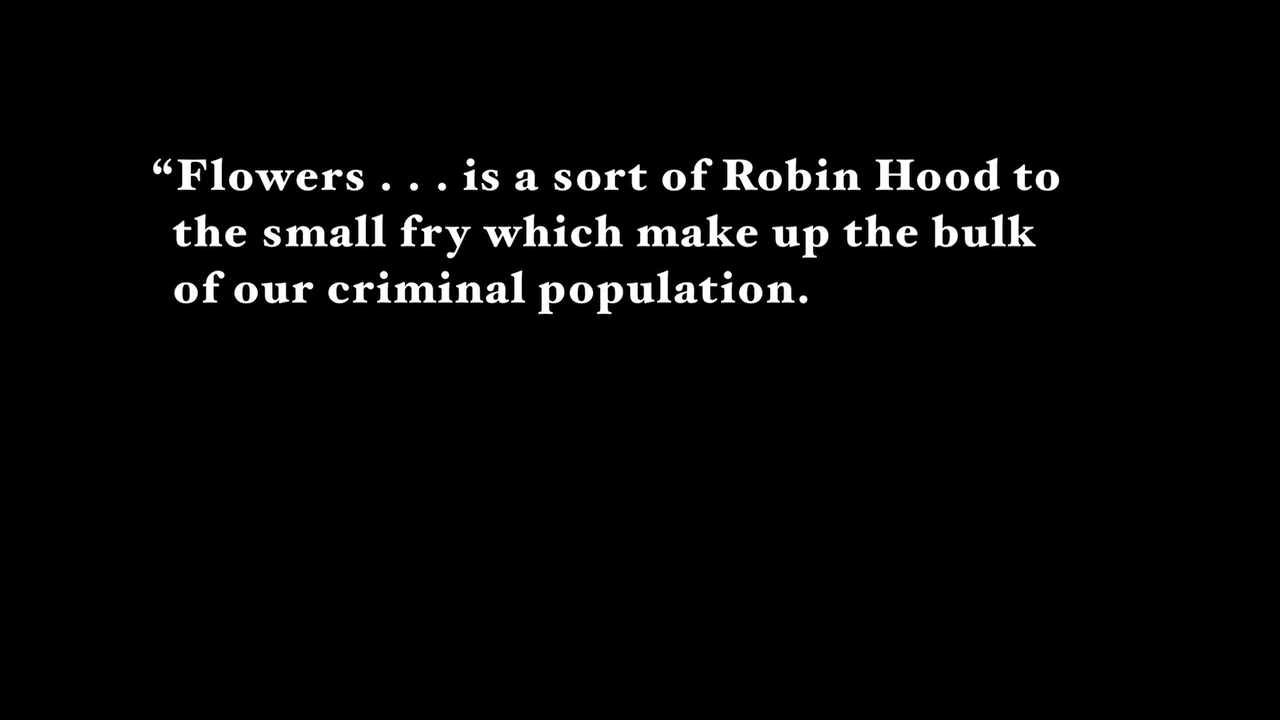 “Flowers . . . is a sort of Robin Hood to
the small fry which make up the bulk
of our criminal population.